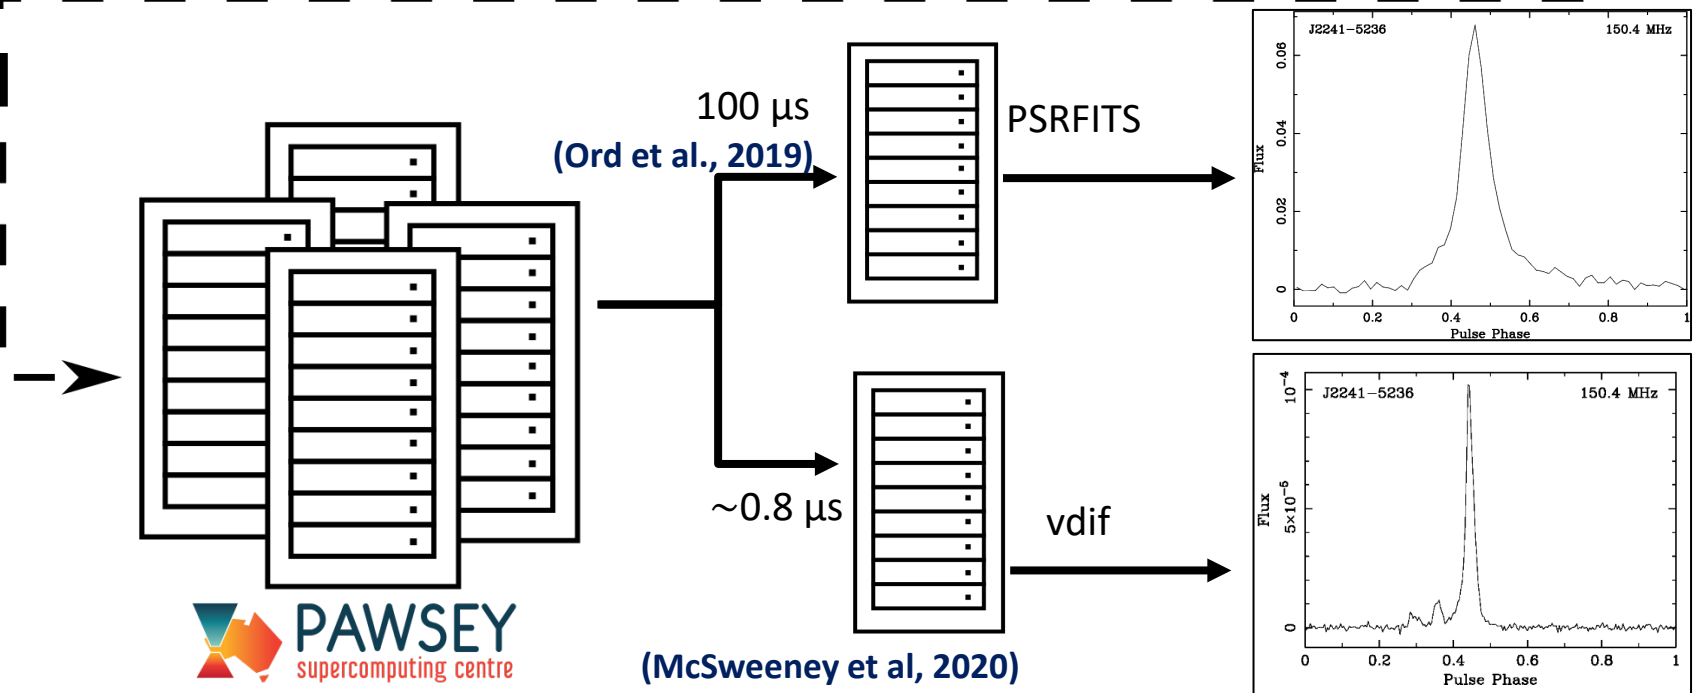 100 µs
(Ord et al., 2019)
PSRFITS
~0.8 µs
vdif
(McSweeney et al, 2020)
PAWSEY
supercomputing centre
J2241−5236 150.4 MHz
Flux
0.06
0.04
0.02
0
0 0.2 0.4 0.6 0.8 1
Pulse Phase
J2241−5236 150.4 MHz
Flux
10⁻⁴
5×10⁻⁵
0
0 0.2 0.4 0.6 0.8 1
Pulse Phase